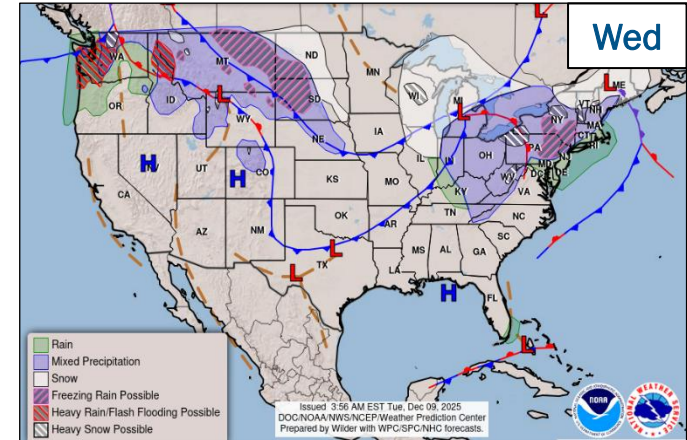 Wed
L
WA
MT
ND
MN
L
ME
OR
ID
L
WY
SD
WI
MI
L
VT
NH
NY
MA
CT
RI
NE
IA
PA
NJ
H
NV
UT
H
CO
IL
IN
OH
MD
DE
WV
DC
VA
CA
KS
MO
KY
AZ
NM
OK
AR
TN
NC
L
TX
L
MS
AL
GA
SC
LA
H
FL
L
Rain
Mixed Precipitation
Snow
Freezing Rain Possible
Heavy Rain/Flash Flooding Possible
Heavy Snow Possible
Issued 3:56 AM EST Tue, Dec 09, 2025
DOC/NOAA/NWS/NCEP/Weather Prediction Center
Prepared by Wilder with WPC/SPC/NHC forecasts.
NOAA
NATIONAL WEATHER SERVICE